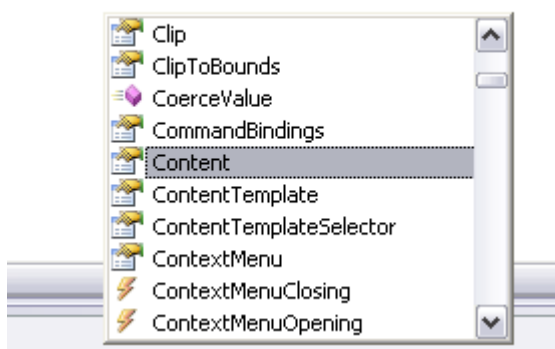 Clip
ClipToBounds
CoerceValue
CommandBindings
Content
ContentTemplate
ContentTemplateSelector
ContextMenu
ContextMenuClosing
ContextMenuOpening